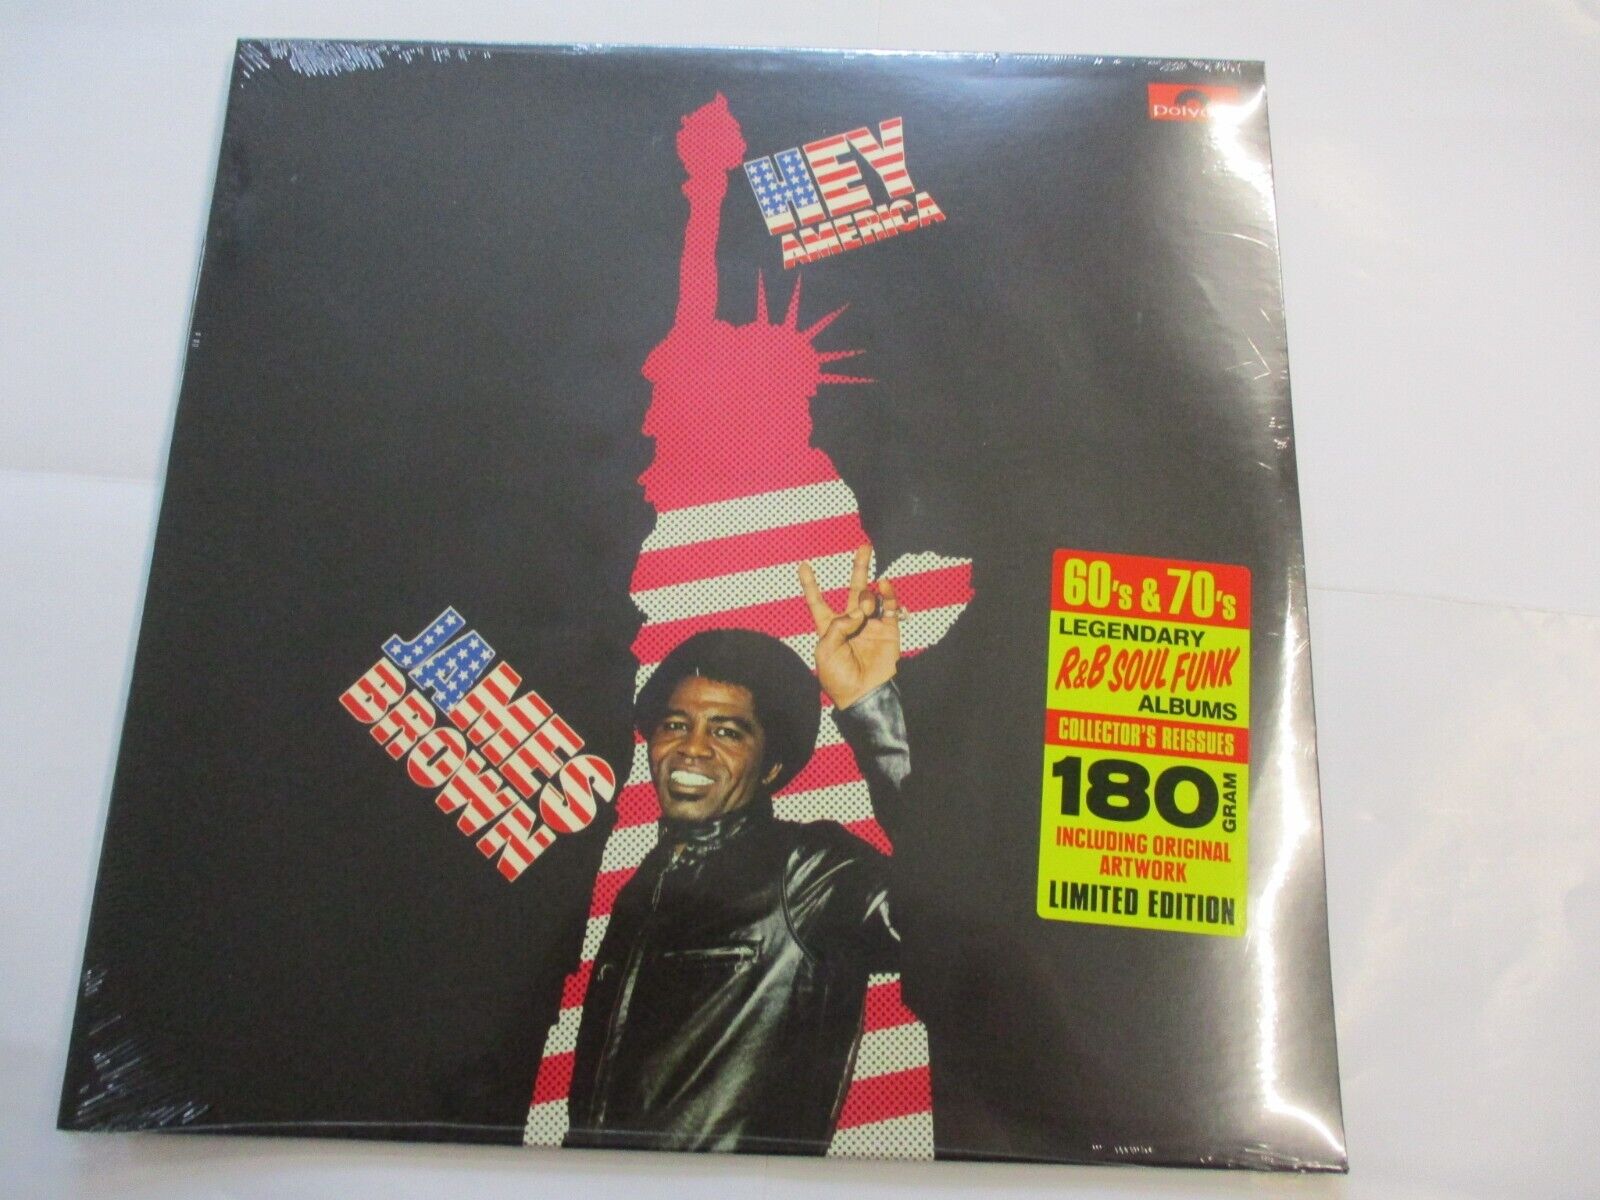 polydor
HEY
AMERICA
JAMES
BROWN
60's & 70's
LEGENDARY
R&B SOUL FUNK
ALBUMS
COLLECTOR'S REISSUES
180
GRAM
INCLUDING ORIGINAL
ARTWORK
LIMITED EDITION